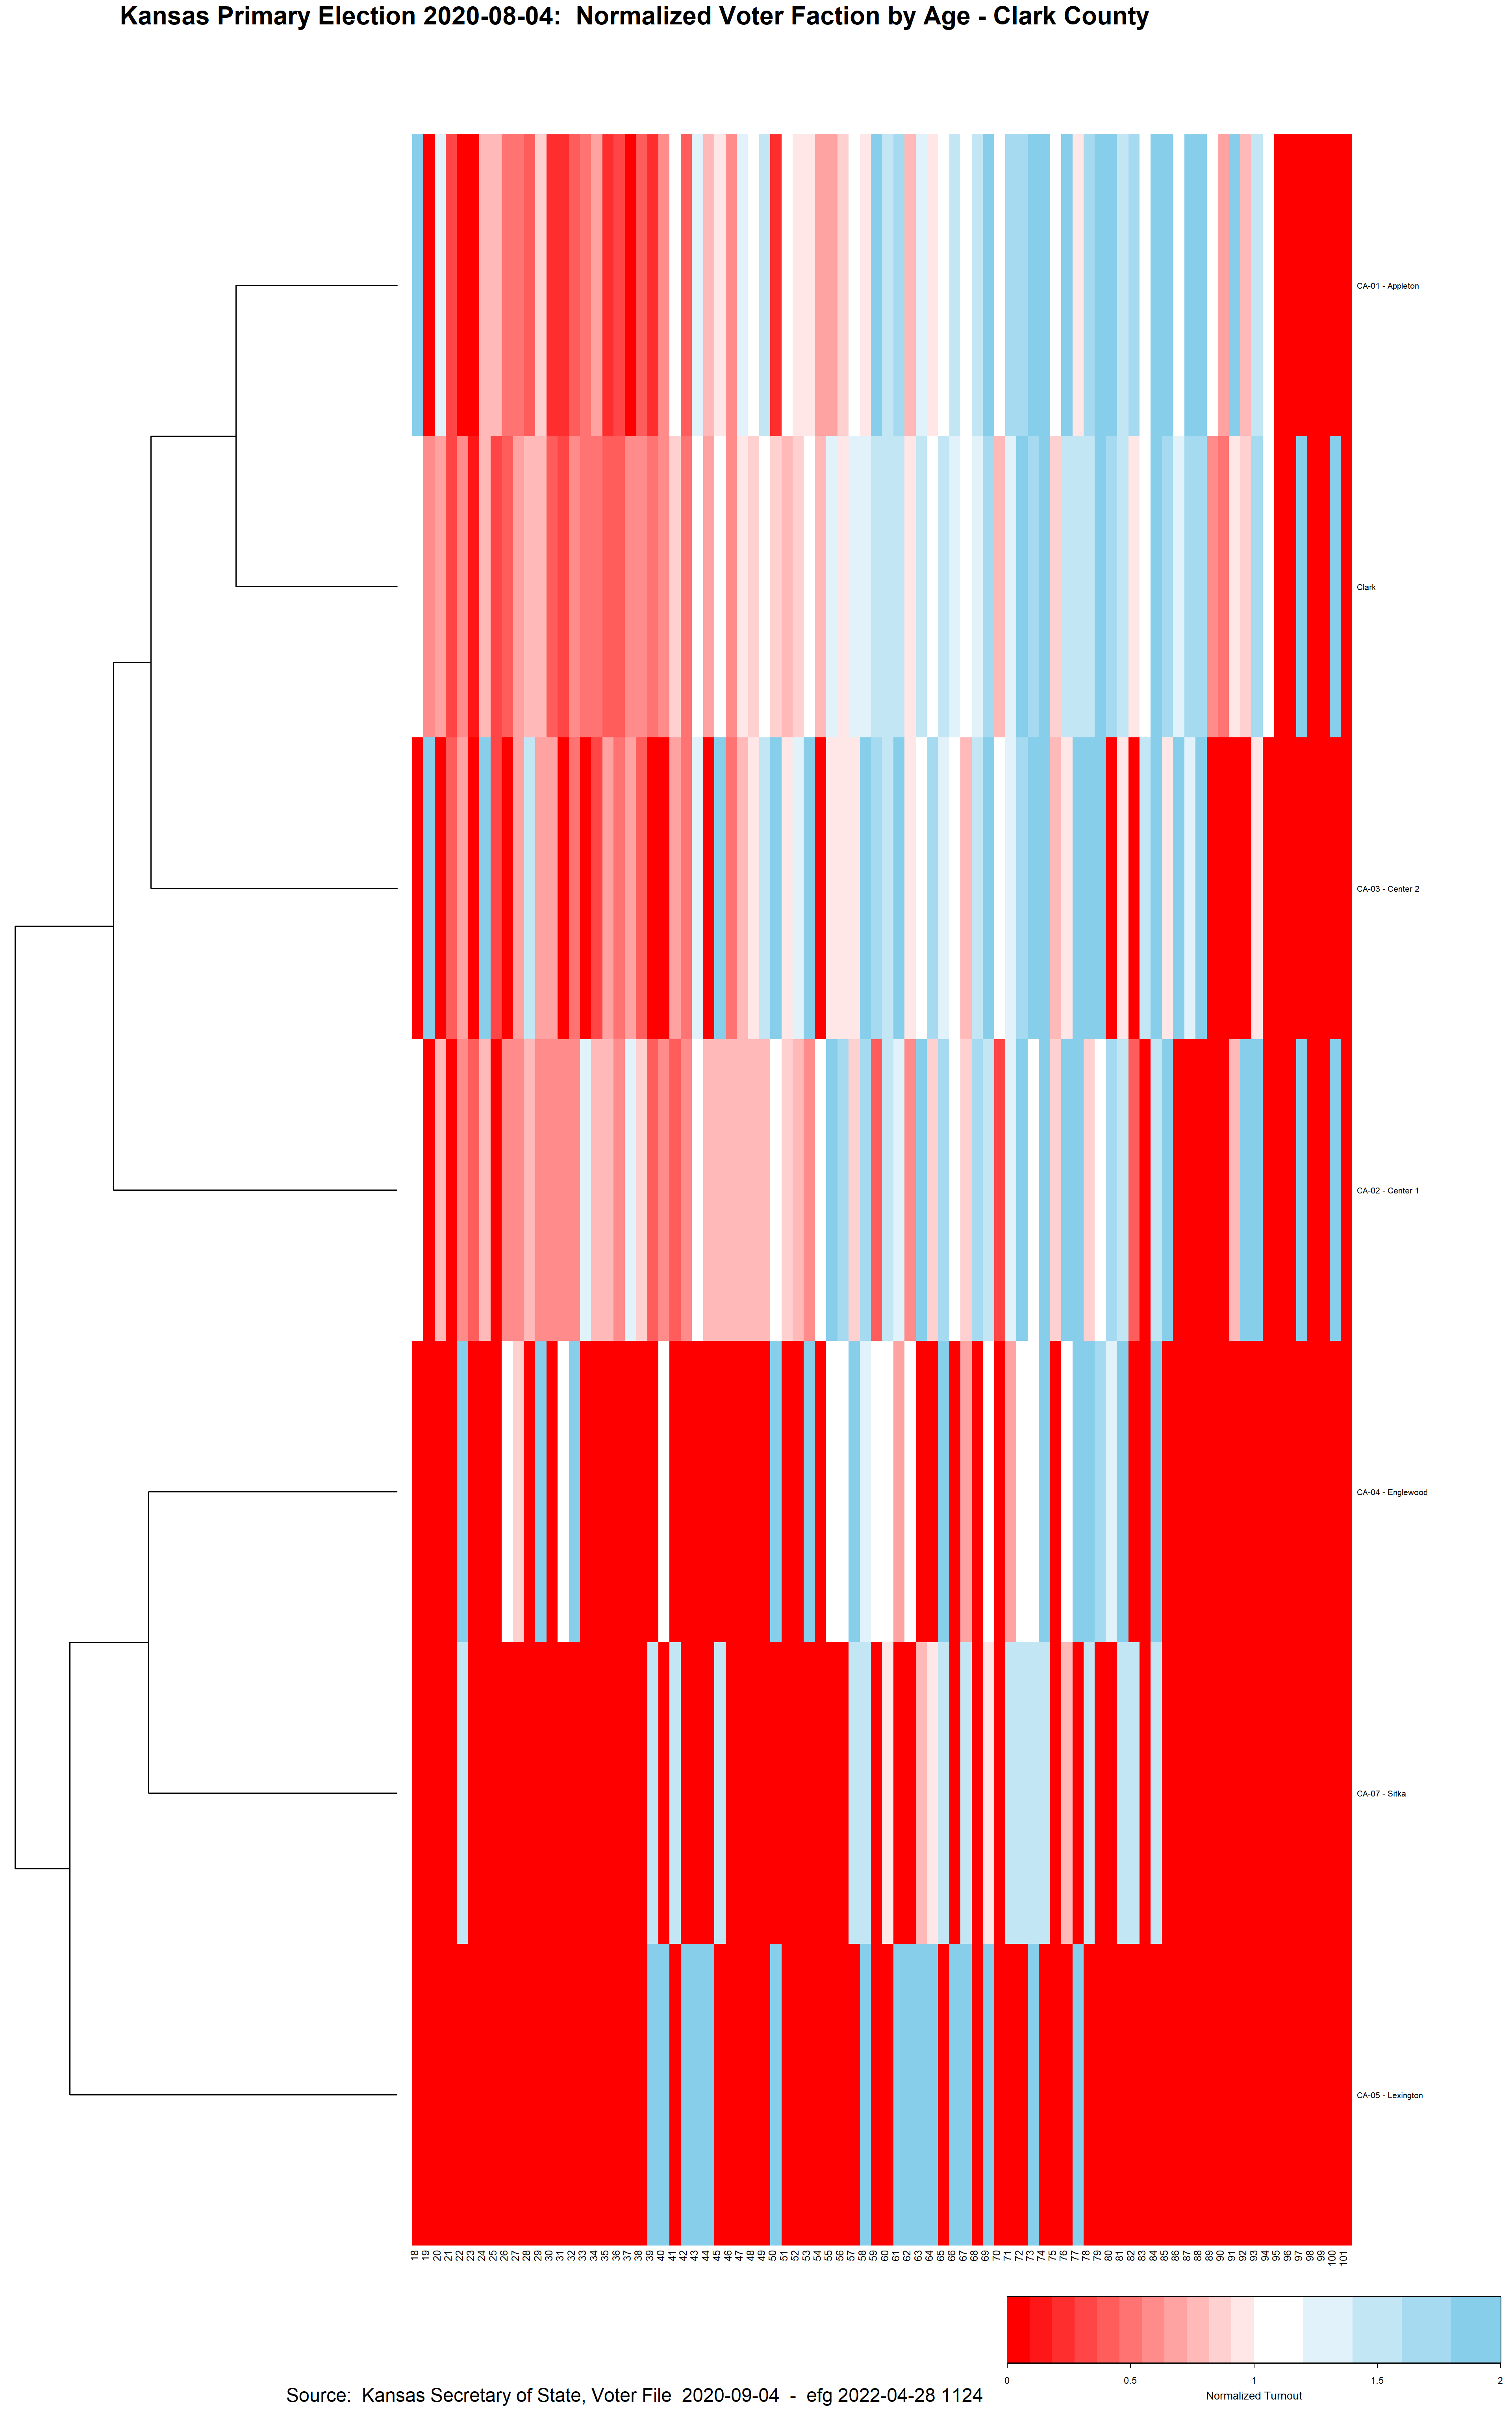 Kansas Primary Election 2020-08-04:  Normalized Voter Faction by Age - Clark County
CA-01 - Appleton
Clark
CA-03 - Center 2
CA-02 - Center 1
CA-04 - Englewood
CA-07 - Sitka
CA-05 - Lexington
18 19 20 21 22 23 24 25 26 27 28 29 30 31 32 33 34 35 36 37 38 39 40 41 42 43 44 45 46 47 48 49 50 51 52 53 54 55 56 57 58 59 60 61 62 63 64 65 66 67 68 69 70 71 72 73 74 75 76 77 78 79 80 81 82 83 84 85 86 87 88 89 90 91 92 93 94 95 96 97 98 99 100 101
0 0.5 1 1.5 2
Normalized Turnout
Source:  Kansas Secretary of State, Voter File  2020-09-04  -  efg 2022-04-28 1124